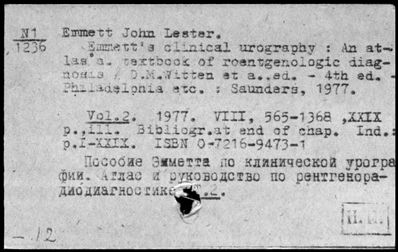 N1
1236
Emmett John Lester.
Emmett's clinical urography : An at-
las a. textbook of roentgenologic diag-
nosis / D.M.Witten et a..ed. - 4th ed. -
Philadelphia etc. : Saunders, 1977.
Vol.2. 1977. VIII, 565-1368 ,XXIX
p.,ill. Bibliogr.at end of chap. Ind.:
p.I-XXIX. ISBN 0-7216-9473-1
Пособие Эмметта по клинической урогра-
фии. Атлас и руководство по рентгенора-
диодиагностике .2.
- 12